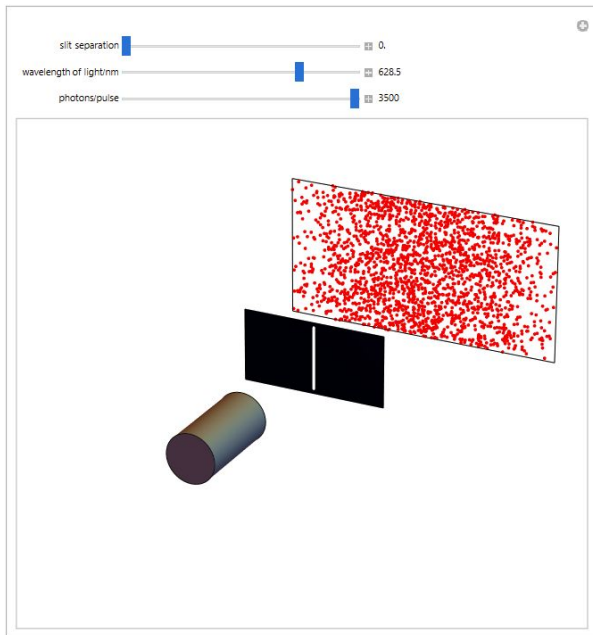 slit separation 0.
wavelength of light/nm 628.5
photons/pulse 3500